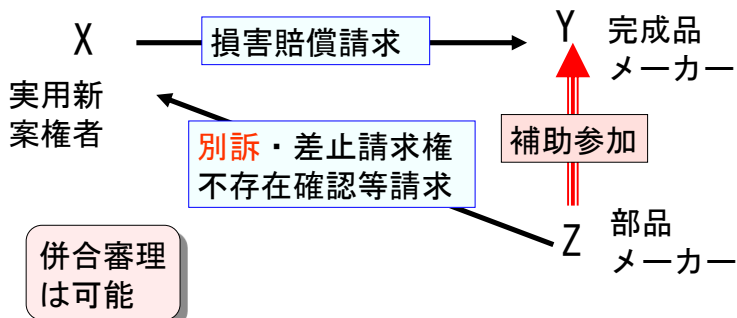 X
損害賠償請求
Y
完成品
メーカー
実用新
案権者
別訴・差止請求権
不存在確認等請求
補助参加
Z
部品
メーカー
併合審理
は可能